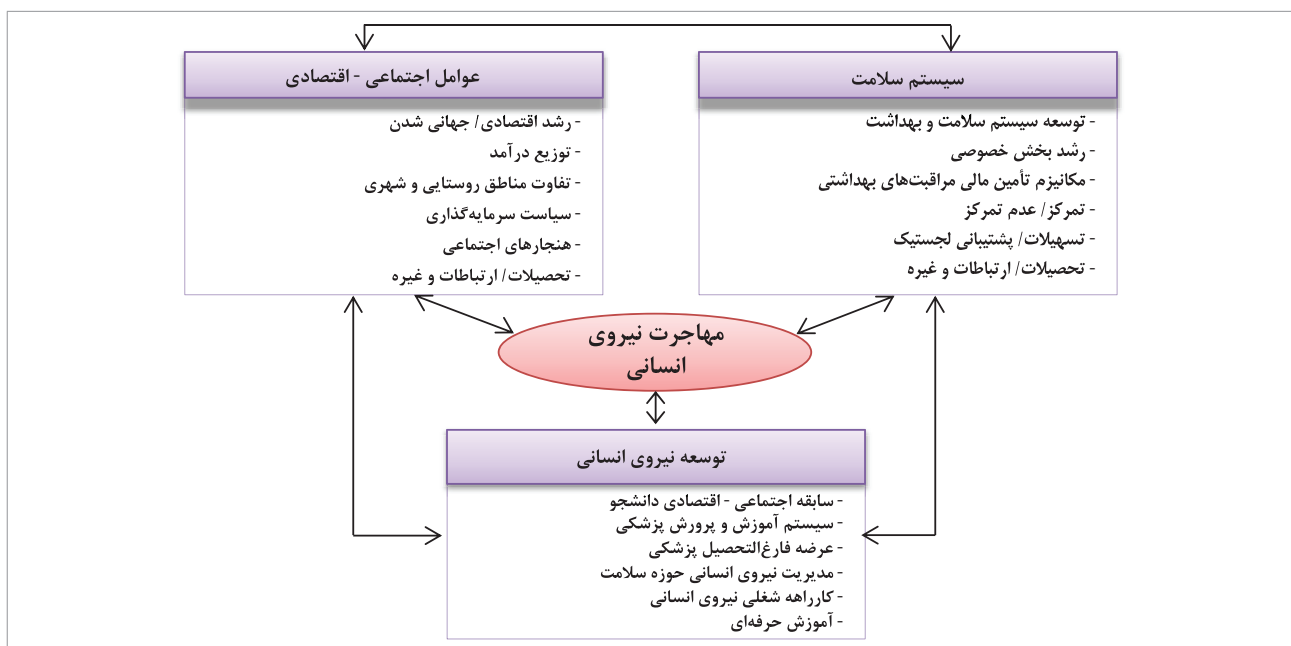 سیستم سلامت
- توسعه سیستم سلامت و بهداشت
- رشد بخش خصوصی
- مکانیزم تأمین مالی مراقبت‌های بهداشتی
- تمرکز/ عدم تمرکز
- تسهیلات/ پشتیبانی لجستیک
- تحصیلات/ ارتباطات و غیره
عوامل اجتماعی - اقتصادی
- رشد اقتصادی/ جهانی شدن
- توزیع درآمد
- تفاوت مناطق روستایی و شهری
- سیاست سرمایه‌گذاری
- هنجارهای اجتماعی
- تحصیلات/ ارتباطات و غیره
مهاجرت نیروی
انسانی
توسعه نیروی انسانی
- سابقه اجتماعی - اقتصادی دانشجو
- سیستم آموزش و پرورش پزشکی
- عرضه فارغ‌التحصیل پزشکی
- مدیریت نیروی انسانی حوزه سلامت
- کارراهه شغلی نیروی انسانی
- آموزش حرفه‌ای